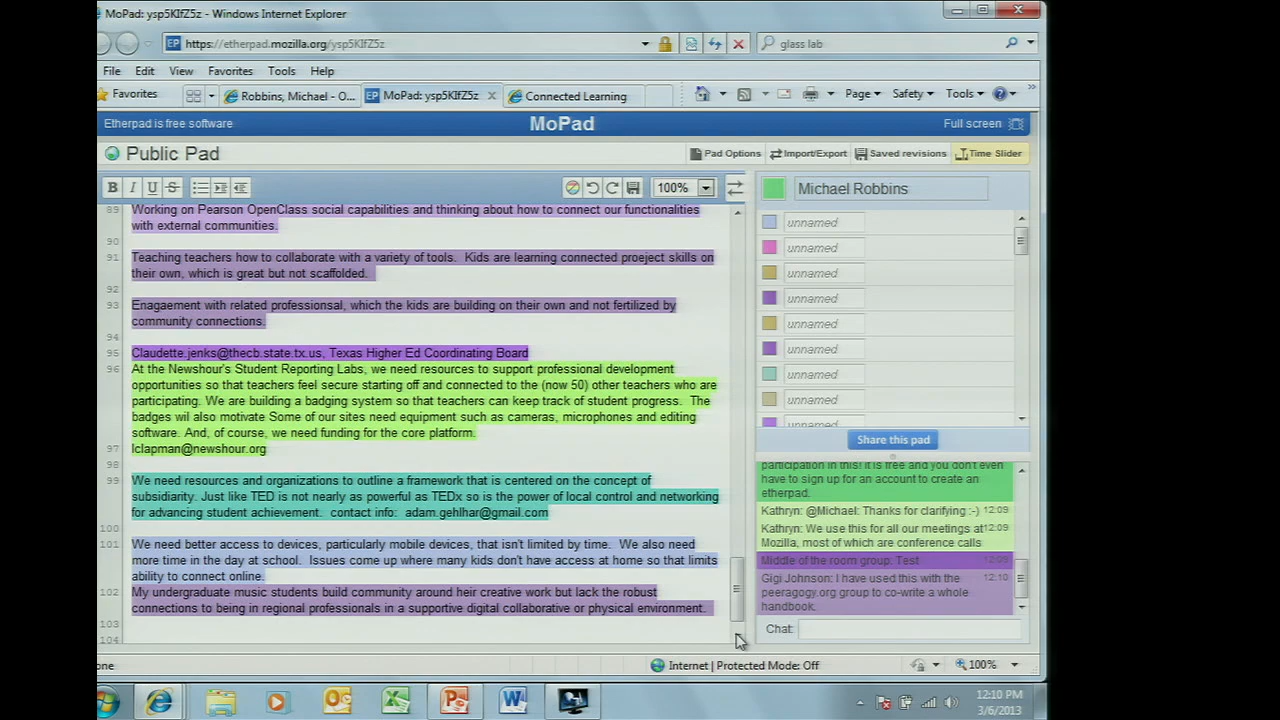 MoPad: ysp5KIfZ5z - Windows Internet Explorer
https://etherpad.mozilla.org/ysp5KIfZ5z
glass lab
File Edit View Favorites Tools Help
Favorites
Robbins, Michael - O...
MoPad: ysp5KIfZ5z
Connected Learning
Page Safety Tools
Etherpad is free software
MoPad
Full screen
Public Pad
Pad Options
Import/Export
Saved revisions
Time Slider
B I U S
100%
Michael Robbins
unnamed
unnamed
unnamed
unnamed
unnamed
unnamed
unnamed
unnamed
89 Working on Pearson OpenClass social capabilities and thinking about how to connect our functionalities
with external communities.
90
91 Teaching teachers how to collaborate with a variety of tools. Kids are learning connected proeject skills on
their own, which is great but not scaffolded.
92
93 Enagaement with related professionsal, which the kids are building on their own and not fertilized by
community connections.
94
95 Claudette.jenks@thecb.state.tx.us, Texas Higher Ed Coordinating Board
96 At the Newshour's Student Reporting Labs, we need resources to support professional development
opportunities so that teachers feel secure starting off and connected to the (now 50) other teachers who are
participating. We are building a badging system so that teachers can keep track of student progress. The
badges wil also motivate Some of our sites need equipment such as cameras, microphones and editing
software. And, of course, we need funding for the core platform.
97 lclapman@newshour.org
98
99 We need resources and organizations to outline a framework that is centered on the concept of
subsidiarity. Just like TED is not nearly as powerful as TEDx so is the power of local control and networking
for advancing student achievement. contact info: adam.gehlhar@gmail.com
100
101 We need better access to devices, particularly mobile devices, that isn't limited by time. We also need
more time in the day at school. Issues come up where many kids don't have access at home so that limits
ability to connect online.
102 My undergraduate music students build community around heir creative work but lack the robust
connections to being in regional professionals in a supportive digital collaborative or physical environment.
103
104
Share this pad
participation in this! It is free and you don't even
have to sign up for an account to create an
etherpad.
Kathryn: @Michael: Thanks for clarifying :-) 12:09
Kathryn: We use this for all our meetings at 12:09
Mozilla, most of which are conference calls
Middle of the room group: Test 12:09
Gigi Johnson: I have used this with the 12:10
peeragogy.org group to co-write a whole
handbook.
Chat:
one
Internet | Protected Mode: Off
100%
12:10 PM
3/6/2013